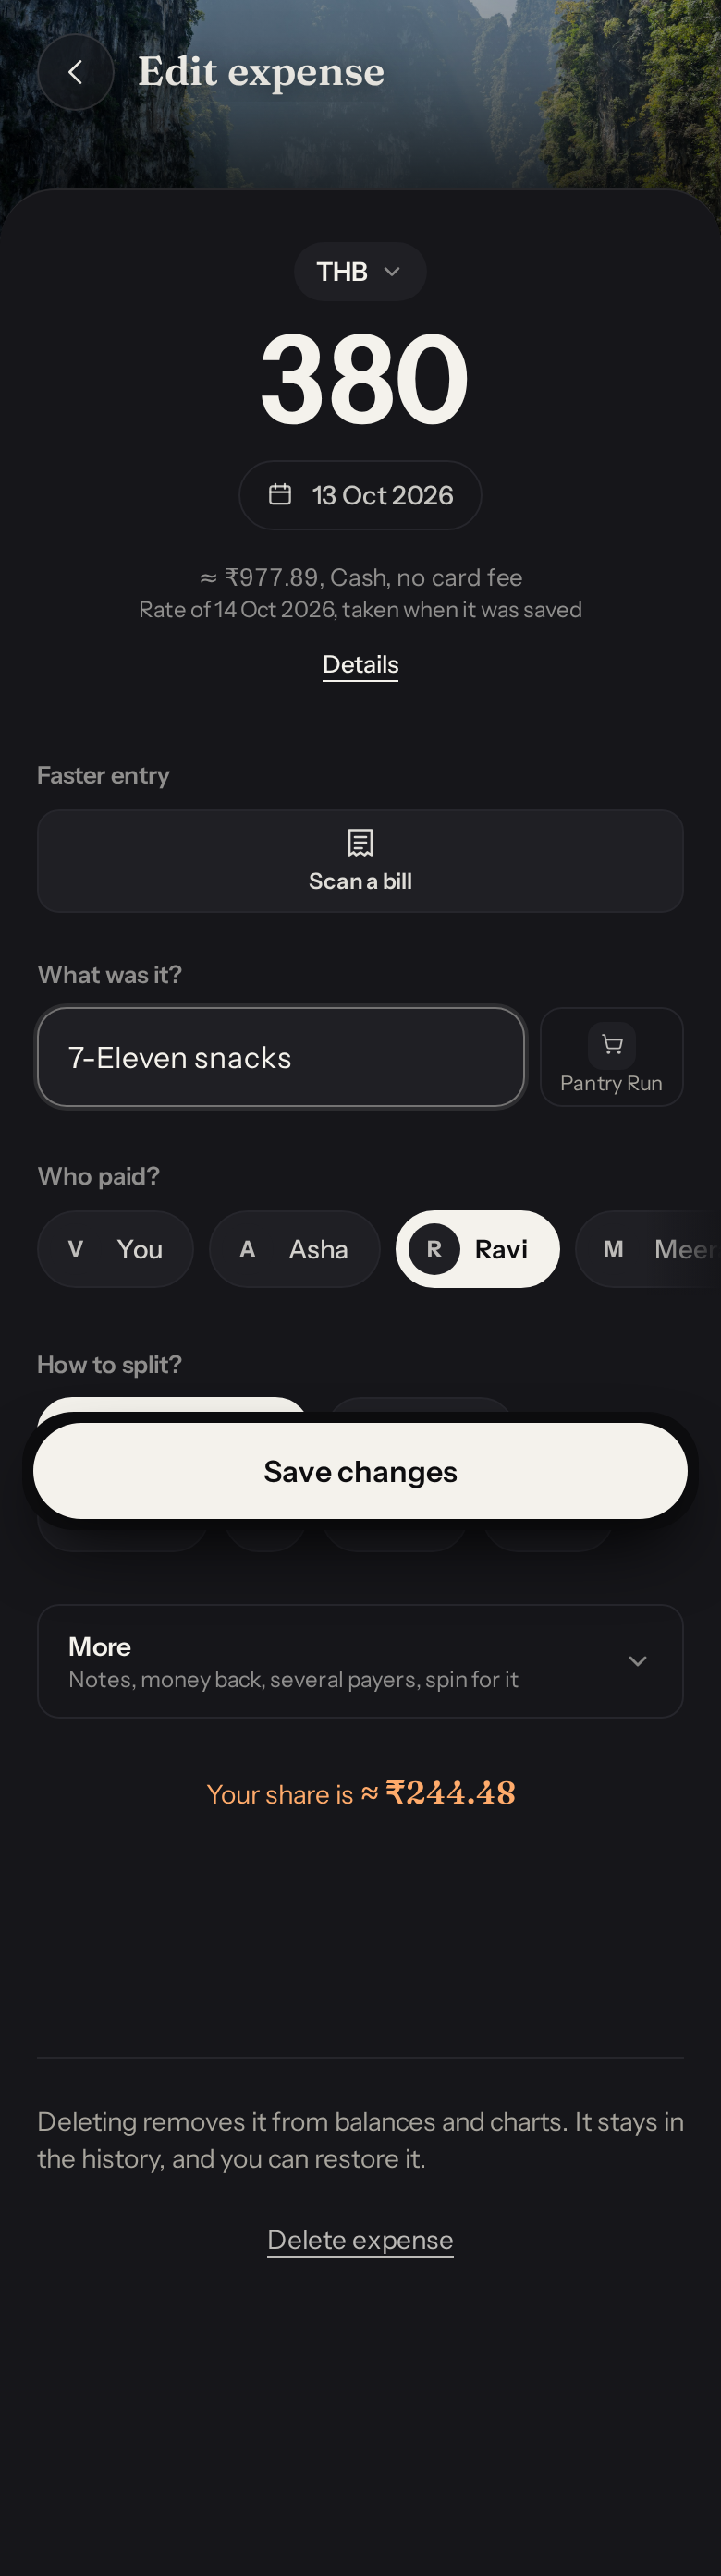 Edit expense
THB
380
13 Oct 2026
≈ ₹977.89, Cash, no card fee
Rate of 14 Oct 2026, taken when it was saved
Details
Faster entry
Scan a bill
What was it?
7-Eleven snacks
Pantry Run
Who paid?
V You
A Asha
R Ravi
M Meer
How to split?
Save changes
More
Notes, money back, several payers, spin for it
Your share is ≈ ₹244.48
Deleting removes it from balances and charts. It stays in
the history, and you can restore it.
Delete expense